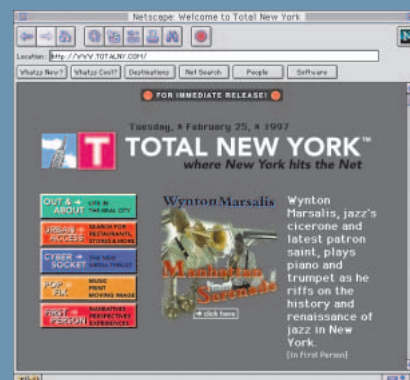 Netscape: Welcome to Total New York
Location: http://WWW.TOTALNY.COM/
What's New? What's Cool? Destinations Net Search People Software
FOR IMMEDIATE RELEASE!
Tuesday, February 25, 1997
TOTAL NEW YORK™
where New York hits the Net
OUT & ABOUT LIFE IN THE REAL CITY
URBAN ACCESS SEARCH FOR RESTAURANTS, STORES & MORE
CYBER SOCKET THE NEW
POP FIX MUSIC PRINT MOVING IMAGE
FIRST PERSON NARRATIVES PERSPECTIVES EXPERIENCES
Wynton Marsalis
Manhattan
Serenade
click here
Wynton
Marsalis, jazz's
cicerone and
latest patron
saint, plays
piano and
trumpet as he
riffs on the
history and
renaissance of
jazz in New
York.
[In First Person]